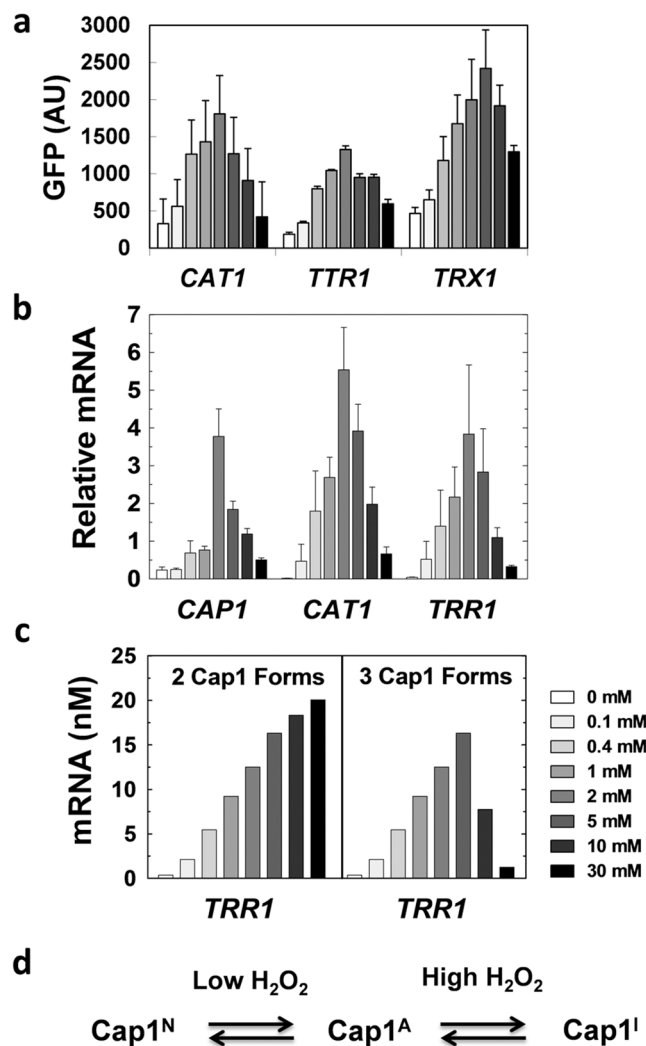 a
3000
2500
2000
1500
1000
500
0
GFP (AU)
CAT1 TTR1 TRX1
b
7
6
5
4
3
2
1
0
Relative mRNA
CAP1 CAT1 TRR1
c
25
20
15
10
5
0
mRNA (nM)
2 Cap1 Forms 3 Cap1 Forms
TRR1 TRR1
0 mM
0.1 mM
0.4 mM
1 mM
2 mM
5 mM
10 mM
30 mM
d
Low H₂O₂ High H₂O₂
Cap1ᴺ Cap1ᴬ Cap1ᴵ